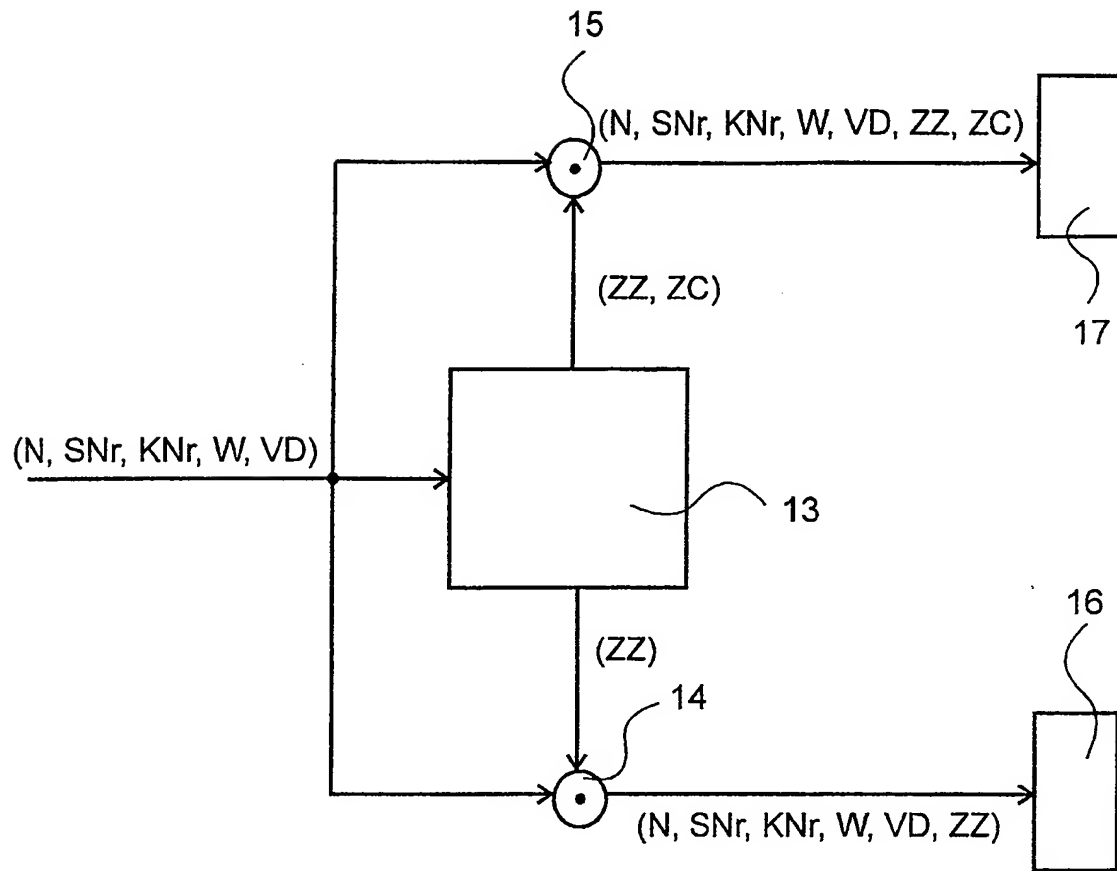 15
(N, SNr, KNr, W, VD, ZZ, ZC)
17
(ZZ, ZC)
(N, SNr, KNr, W, VD)
13
(ZZ)
16
14
(N, SNr, KNr, W, VD, ZZ)